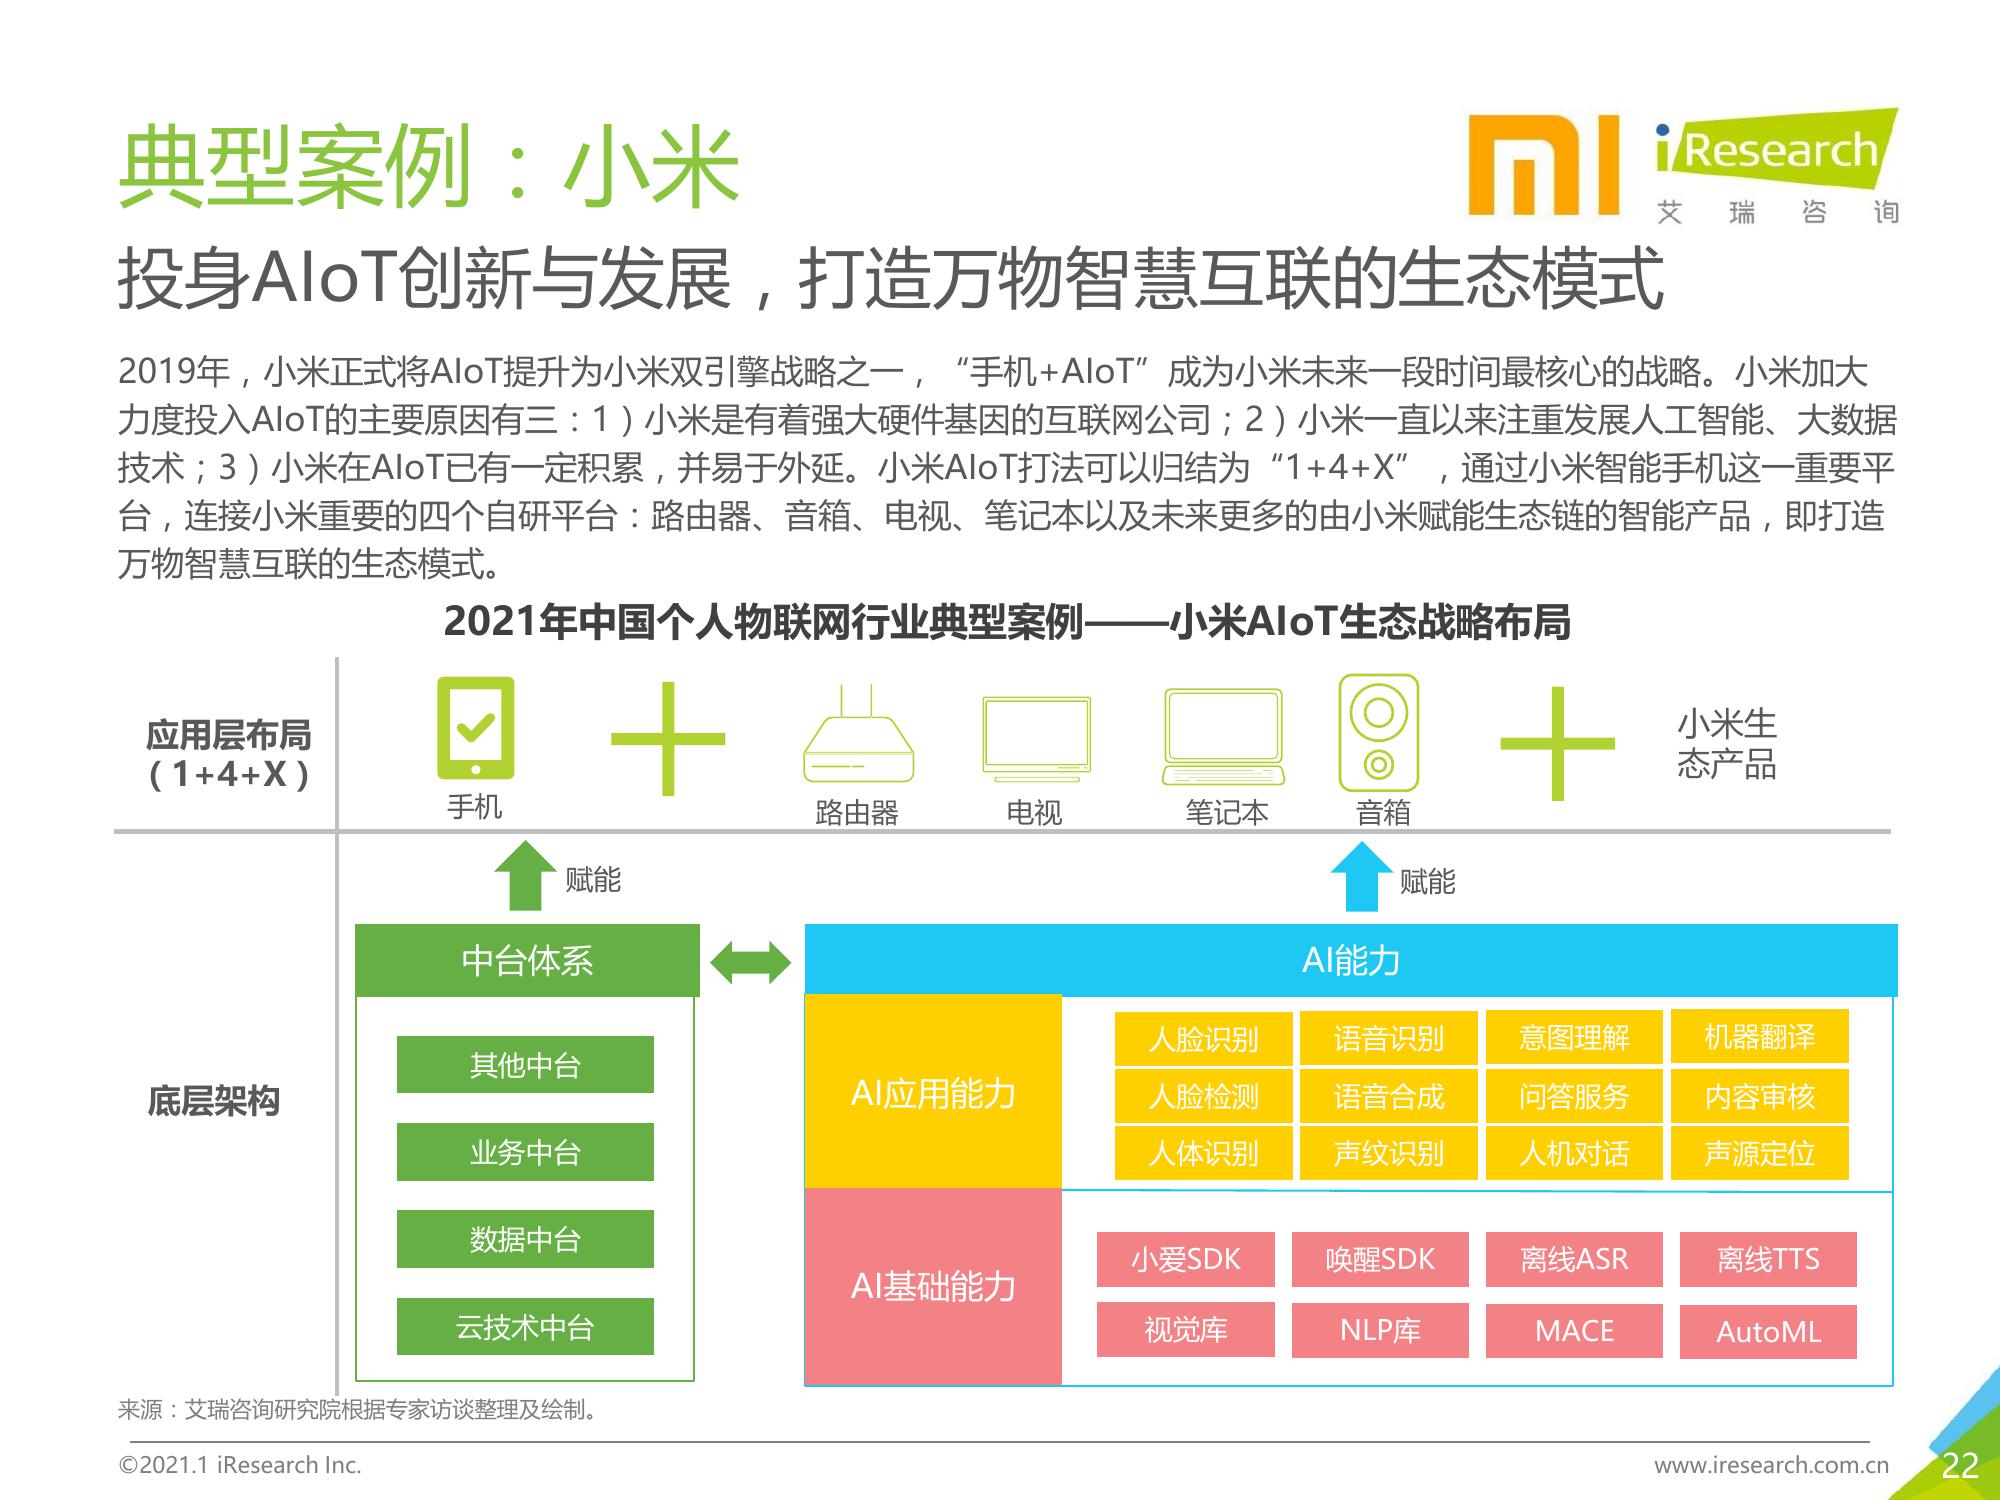 典型案例：小米
MI
iResearch
艾瑞咨询
投身AIoT创新与发展，打造万物智慧互联的生态模式
2019年，小米正式将AIoT提升为小米双引擎战略之一，“手机+AIoT”成为小米未来一段时间最核心的战略。小米加大
力度投入AIoT的主要原因有三：1）小米是有着强大硬件基因的互联网公司；2）小米一直以来注重发展人工智能、大数据
技术；3）小米在AIoT已有一定积累，并易于外延。小米AIoT打法可以归结为“1+4+X”，通过小米智能手机这一重要平
台，连接小米重要的四个自研平台：路由器、音箱、电视、笔记本以及未来更多的由小米赋能生态链的智能产品，即打造
万物智慧互联的生态模式。
2021年中国个人物联网行业典型案例——小米AIoT生态战略布局
应用层布局
（1+4+X）
手机
路由器
电视
笔记本
音箱
小米生
态产品
赋能
赋能
底层架构
中台体系
其他中台
业务中台
数据中台
云技术中台
AI能力
AI应用能力
人脸识别
语音识别
意图理解
机器翻译
人脸检测
语音合成
问答服务
内容审核
人体识别
声纹识别
人机对话
声源定位
AI基础能力
小爱SDK
唤醒SDK
离线ASR
离线TTS
视觉库
NLP库
MACE
AutoML
来源：艾瑞咨询研究院根据专家访谈整理及绘制。
©2021.1 iResearch Inc.
www.iresearch.com.cn
22